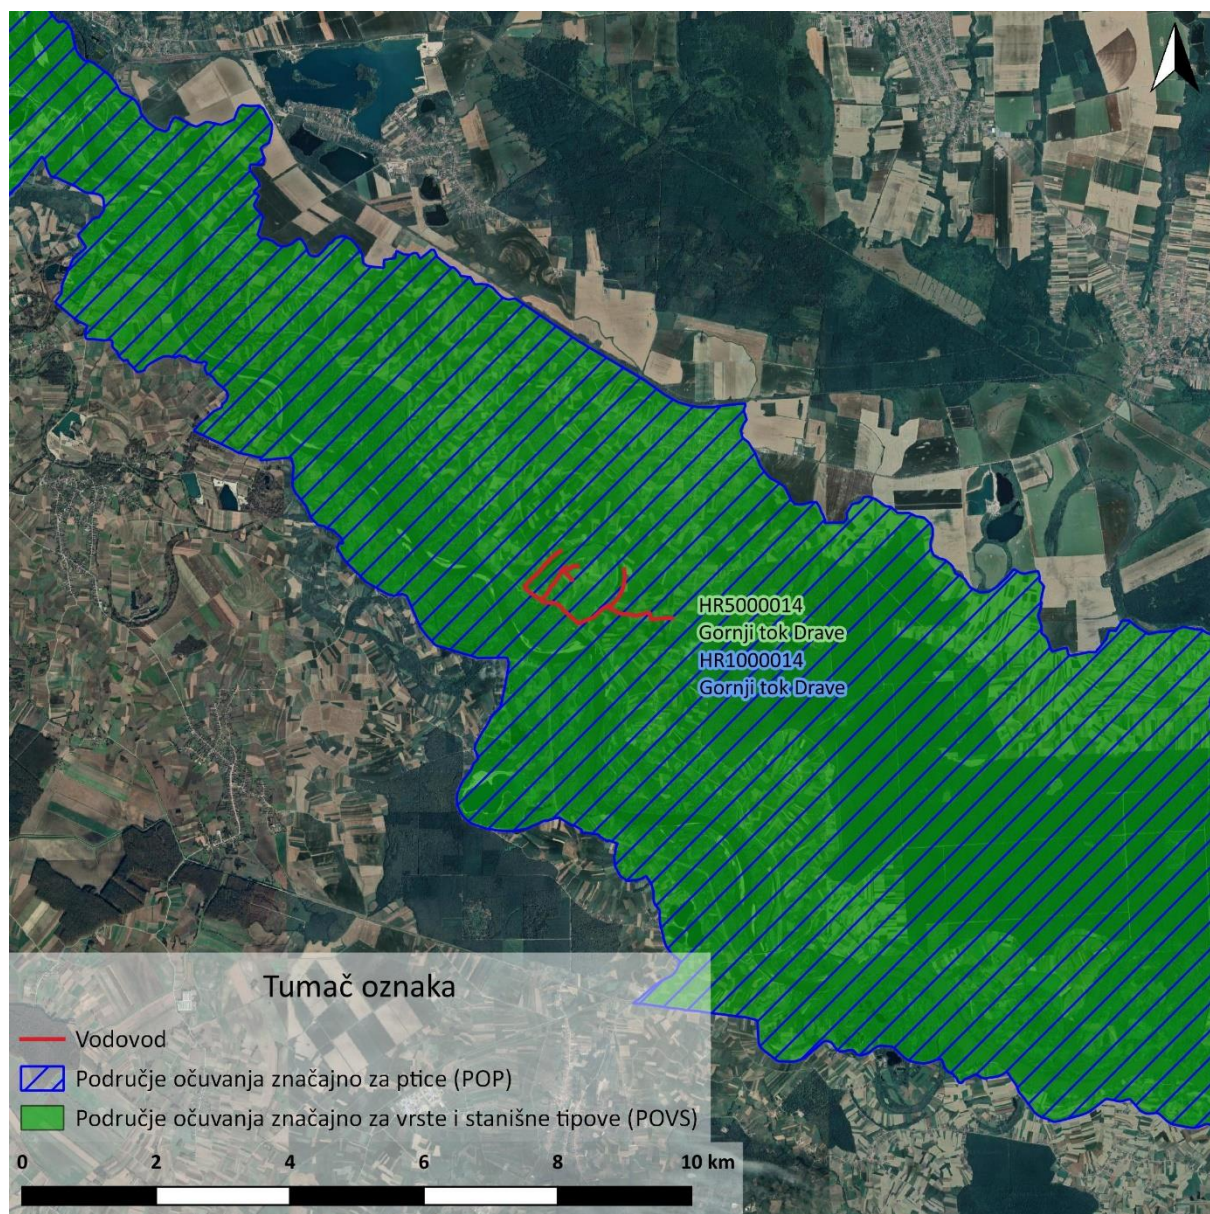 HR5000014
Gornji tok Drave
HR1000014
Gornji tok Drave
Tumač oznaka
Vodovod
Područje očuvanja značajno za ptice (POP)
Područje očuvanja značajno za vrste i stanišne tipove (POVS)
0 2 4 6 8 10 km